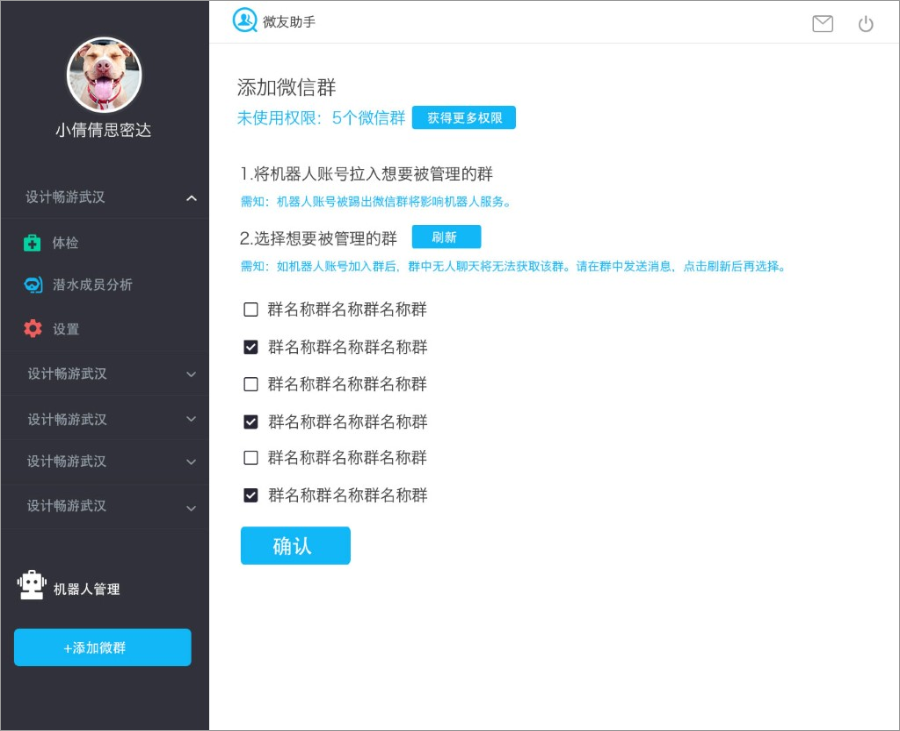 微友助手
小倩倩思密达
设计畅游武汉
体检
潜水成员分析
设置
设计畅游武汉
设计畅游武汉
设计畅游武汉
设计畅游武汉
机器人管理
+添加微群
添加微信群
未使用权限：5个微信群 获得更多权限
1.将机器人账号拉入想要被管理的群
需知：机器人账号被踢出微信群将影响机器人服务。
2.选择想要被管理的群 刷新
需知：如机器人账号加入群后，群中无人聊天将无法获取该群。请在群中发送消息，点击刷新后再选择。
群名称群名称群名称群
群名称群名称群名称群
群名称群名称群名称群
群名称群名称群名称群
群名称群名称群名称群
群名称群名称群名称群
确认